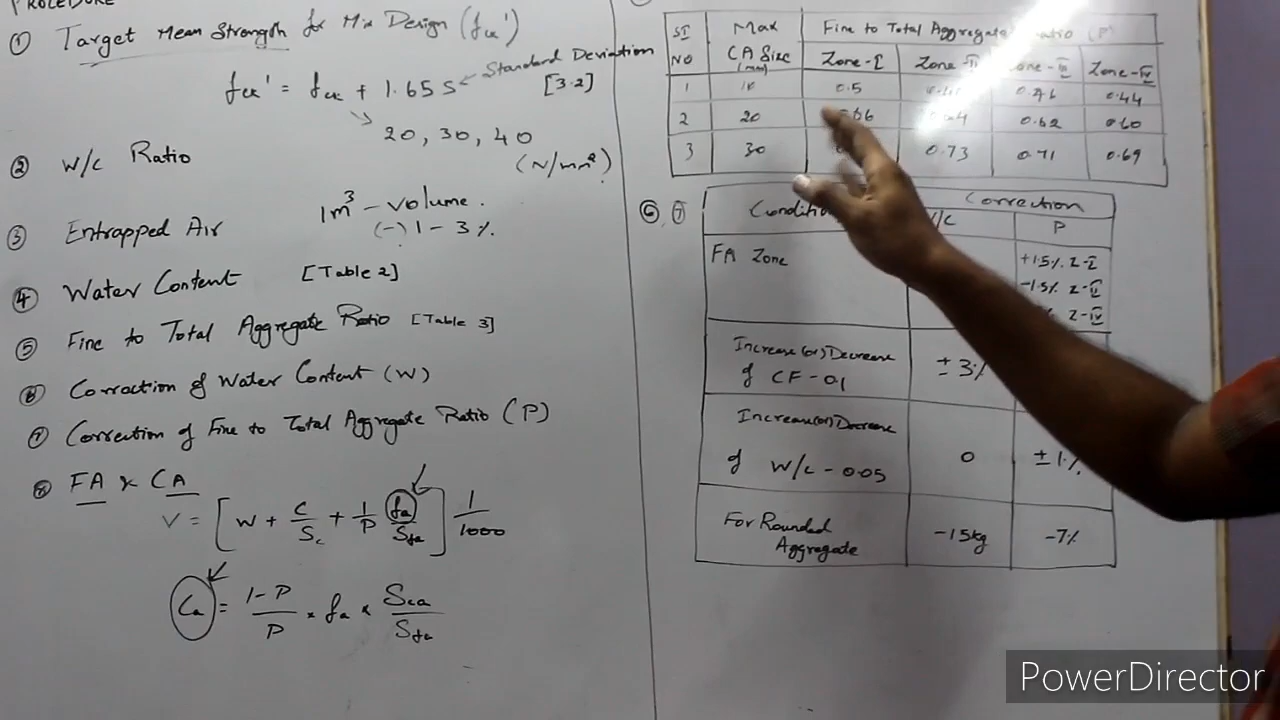 PROCEDURE
① Target Mean Strength for Mix Design (fck')
fck' = fck + 1.65 S ← Standard Deviation
[3.2]
20, 30, 40
(N/mm²)
② W/c Ratio
③ Entrapped Air
1m³ - volume.
(-) 1 - 3 %.
④ Water Content [Table 2]
⑤ Fine to Total Aggregate Ratio [Table 3]
⑥ Correction of Water Content (W)
⑦ Correction of Fine to Total Aggregate Ratio (P)
⑧ FA & CA
V = [W + C/Sc + 1/P fa/Sfa] 1/1000
Ca = 1-P/P × fa × Sca/Sfa
Sl NO Max CA Size (mm) Fine to Total Aggregate Ratio (P)
Zone-I Zone-II Zone-III Zone-IV
1 10 0.5 0.46 0.44
2 20 0.62 0.60
3 30 0.73 0.71 0.69
⑥, ⑦
Condition Correction
W/C P
FA Zone +1.5% Z-I
-1.5% Z-II
Z-IV
Increase (or) Decrease
of CF - 0.1 ± 3%
Increase (or) Decrease
of W/C - 0.05 0 ± 1%
For Rounded
Aggregate -15kg -7%
PowerDirector